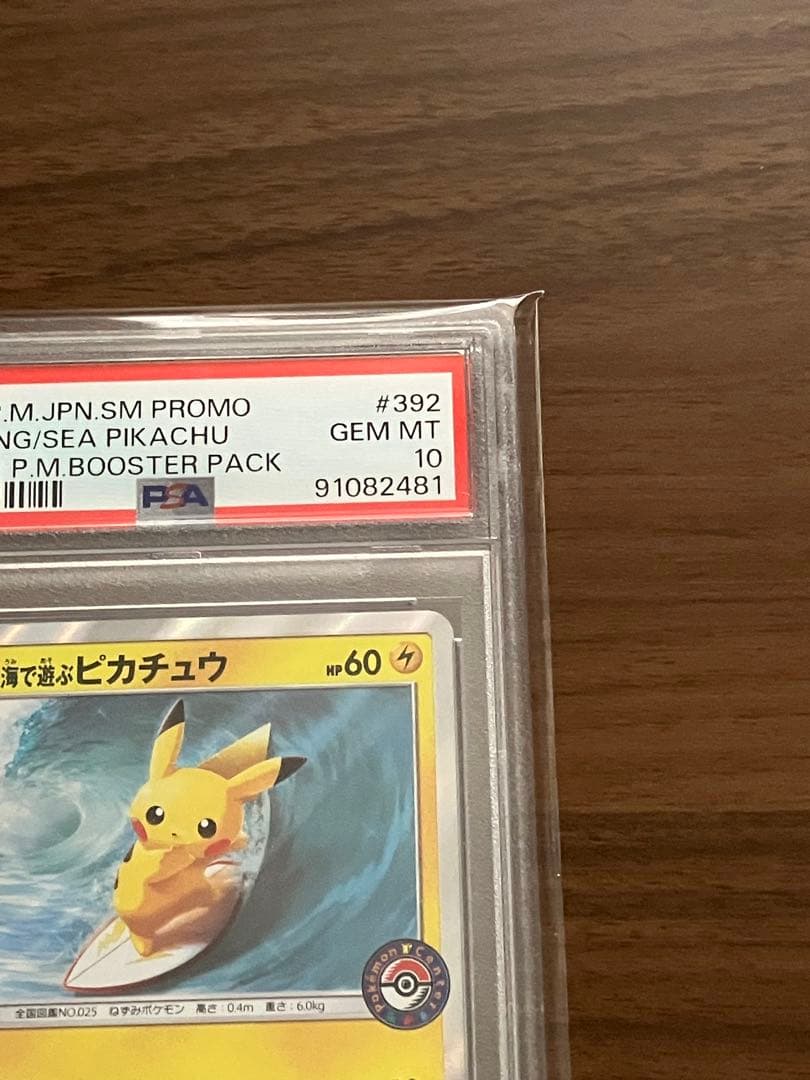 P.M.JPN.SM PROMO #392
NG/SEA PIKACHU GEM MT
P.M.BOOSTER PACK 10
PSA 91082481
海で遊ぶピカチュウ HP60
Pokémon Center
全国図鑑NO.025 ねずみポケモン 高さ:0.4m 重さ:6.0kg